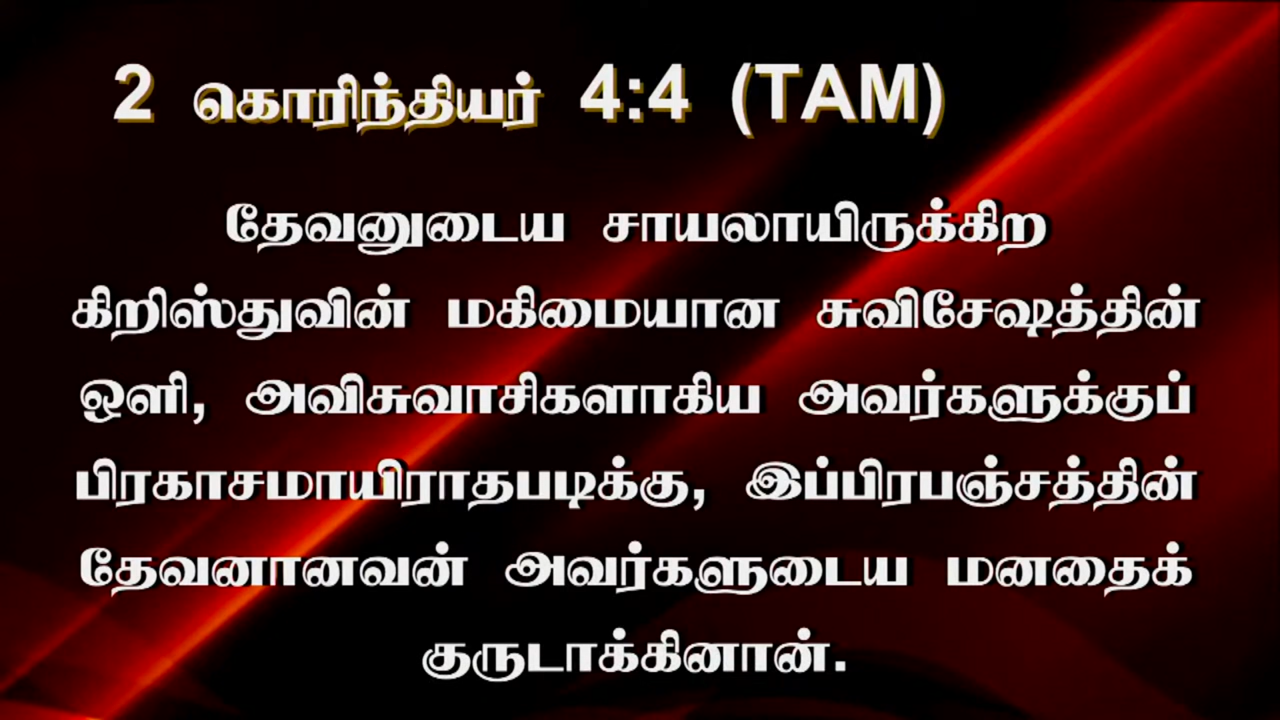 2 கொரிந்தியர் 4:4 (TAM)
தேவனுடைய சாயலாயிருக்கிற
கிறிஸ்துவின் மகிமையான சுவிசேஷத்தின்
ஒளி, அவிசுவாசிகளாகிய அவர்களுக்குப்
பிரகாசமாயிராதபடிக்கு, இப்பிரபஞ்சத்தின்
தேவனானவன் அவர்களுடைய மனதைக்
குருடாக்கினான்.